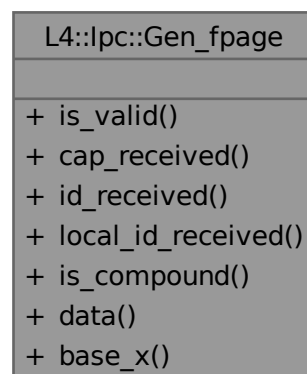 L4::Ipc::Gen_fpage
+ is_valid()
+ cap_received()
+ id_received()
+ local_id_received()
+ is_compound()
+ data()
+ base_x()